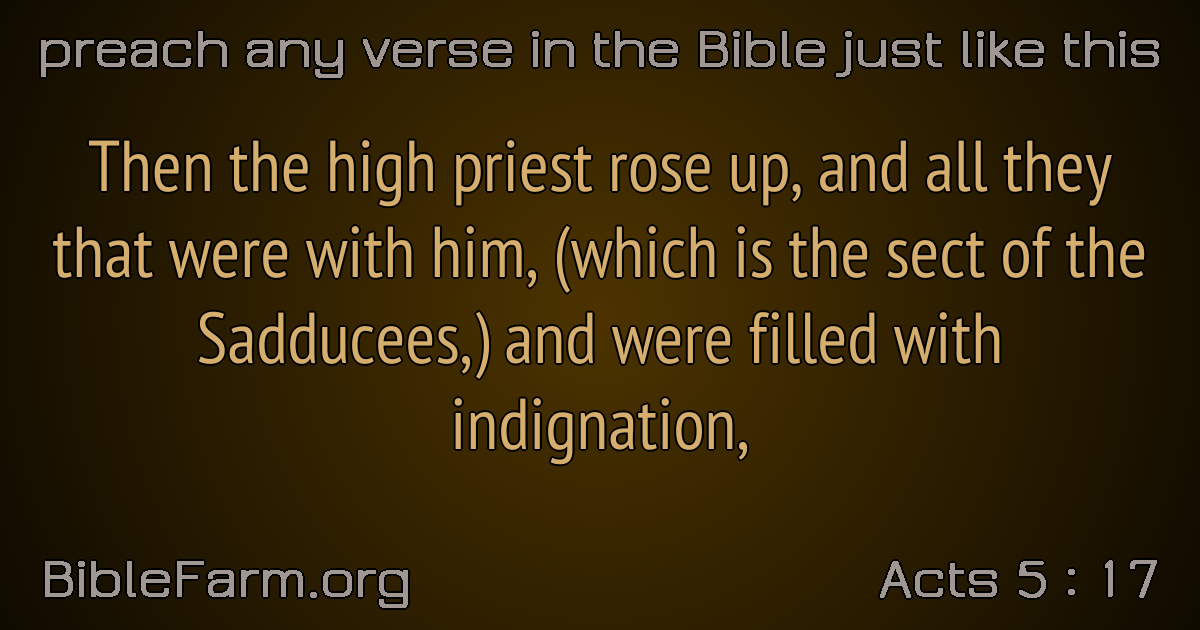 preach any verse in the Bible just like this
Then the high priest rose up, and all they
that were with him, (which is the sect of the
Sadducees,) and were filled with
indignation,
BibleFarm.org
Acts 5 : 17